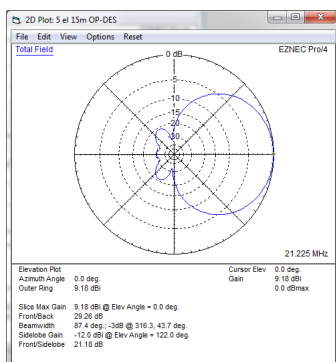 2D Plot: 5 el 15m OP-DES
File Edit View Options Reset
Total Field
EZNEC Pro/4
0 dB
-5
-10
-15
-20
-30
21.225 MHz
Elevation Plot
Cursor Elev 0.0 deg.
Azimuth Angle 0.0 deg.
Gain 9.18 dBi
Outer Ring 9.18 dBi
0.0 dBmax
Slice Max Gain 9.18 dBi @ Elev Angle = 0.0 deg.
Front/Back 29.26 dB
Beamwidth 87.4 deg.; -3dB @ 316.3, 43.7 deg.
Sidelobe Gain -12.0 dBi @ Elev Angle = 122.0 deg.
Front/Sidelobe 21.18 dB